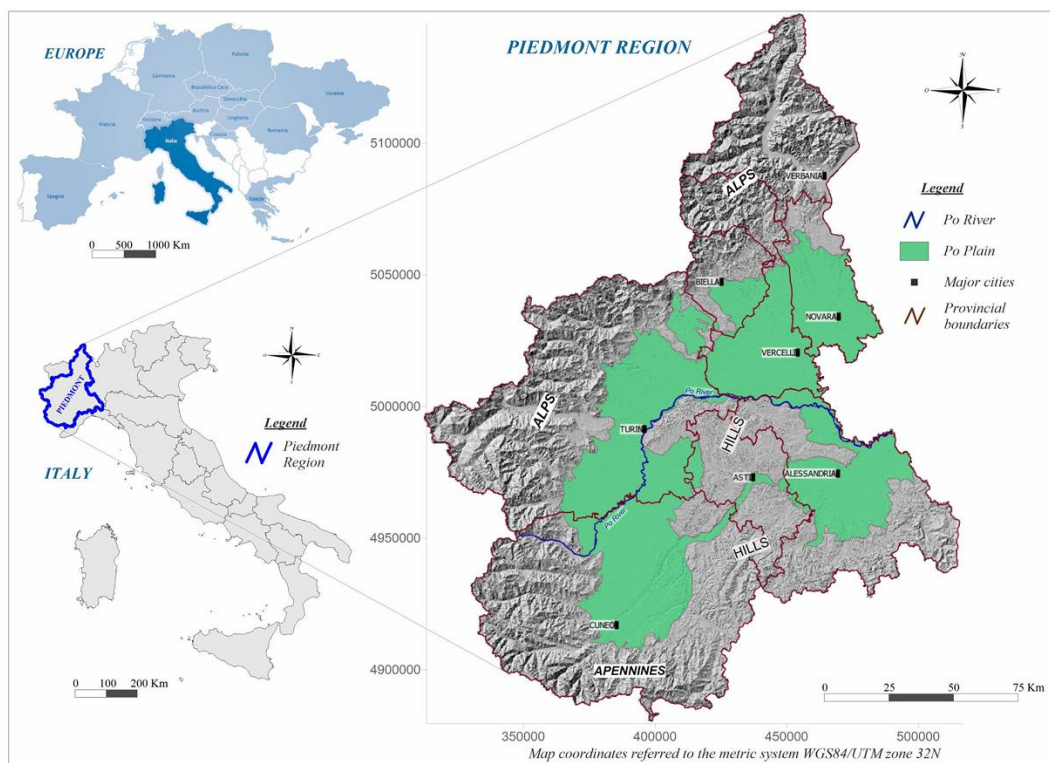 EUROPE
Polonia
Germania
Ucraina
Repubblica Ceca
Slovacchia
Francia
Austria
Svizzera
Ungheria
Romania
Croazia
Italia
Spagna
Grecia
0 500 1000 Km
N
O E
S
PIEDMONT
Legend
Piedmont
Region
ITALY
0 100 200 Km
PIEDMONT REGION
N
O E
S
5100000
5050000
5000000
4950000
4900000
ALPS
VERBANIA
BIELLA
NOVARA
VERCELLI
Po River
ALPS
TURIN
HILLS
ASTI
ALESSANDRIA
Po River
HILLS
CUNEO
APENNINES
Legend
Po River
Po Plain
Major cities
Provincial
boundaries
0 25 50 75 Km
350000 400000 450000 500000
Map coordinates referred to the metric system WGS84/UTM zone 32N